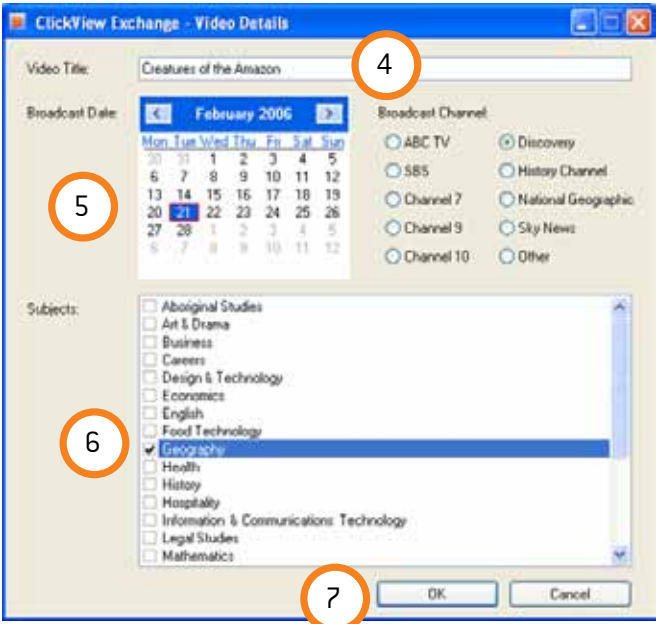 ClickView Exchange - Video Details
Video Title:
Creatures of the Amazon
4
Broadcast Date:
February 2006
Mon Tue Wed Thu Fri Sat Sun
30 31 1 2 3 4 5
6 7 8 9 10 11 12
13 14 15 16 17 18 19
20 21 22 23 24 25 26
27 28 1 2 3 4 5
6 7 8 9 10 11 12
5
Broadcast Channel:
ABC TV
Discovery
SBS
History Channel
Channel 7
National Geographic
Channel 9
Sky News
Channel 10
Other
Subjects:
Aboriginal Studies
Art & Drama
Business
Careers
Design & Technology
Economics
English
Food Technology
Geography
Health
History
Hospitality
Information & Communications Technology
Legal Studies
Mathematics
6
7
OK
Cancel